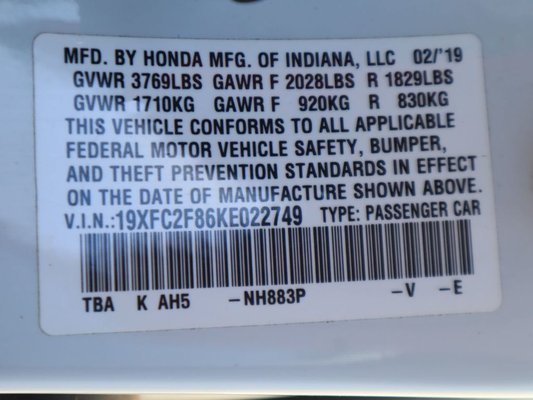 MFD. BY HONDA MFG. OF INDIANA, LLC 02/'19
GVWR 3769LBS GAWR F 2028LBS R 1829LBS
GVWR 1710KG GAWR F 920KG R 830KG
THIS VEHICLE CONFORMS TO ALL APPLICABLE
FEDERAL MOTOR VEHICLE SAFETY, BUMPER,
AND THEFT PREVENTION STANDARDS IN EFFECT
ON THE DATE OF MANUFACTURE SHOWN ABOVE.
V.I.N.:19XFC2F86KE022749 TYPE: PASSENGER CAR
TBA K AH5 -NH883P -V -E